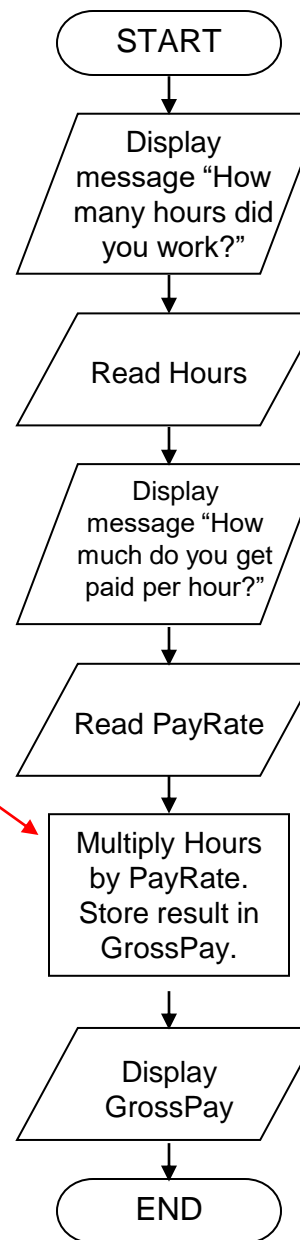 START
Display
message “How
many hours did
you work?”
Read Hours
Display
message “How
much do you get
paid per hour?”
Read PayRate
Multiply Hours
by PayRate.
Store result in
GrossPay.
Display
GrossPay
END